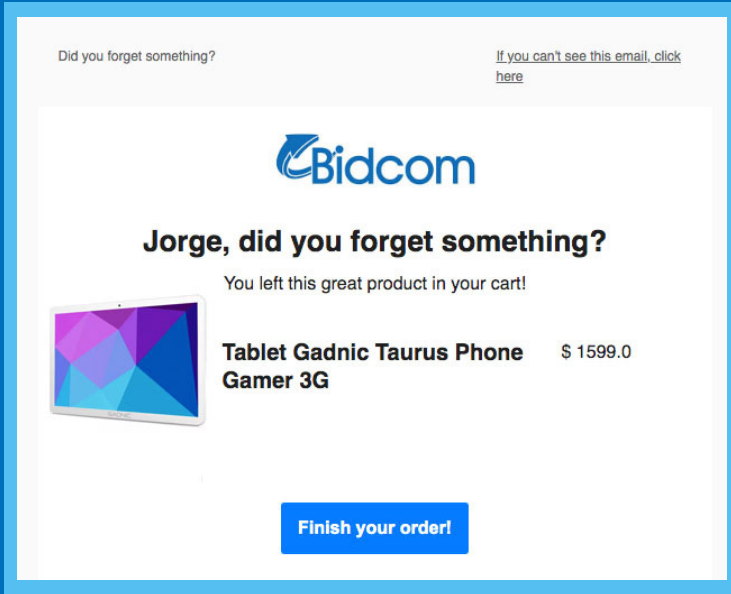 Did you forget something?
If you can't see this email, click
here
Bidcom
Jorge, did you forget something?
You left this great product in your cart!
Tablet Gadnic Taurus Phone
Gamer 3G
$ 1599.0
GADNIC
Finish your order!